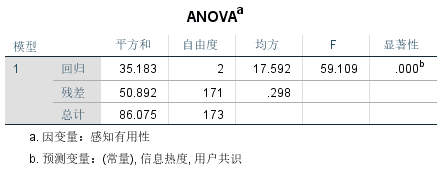 ANOVAa
模型 平方和 自由度 均方 F 显著性
1 回归 35.183 2 17.592 59.109 .000b
残差 50.892 171 .298
总计 86.075 173
a. 因变量：感知有用性
b. 预测变量：(常量), 信息热度, 用户共识